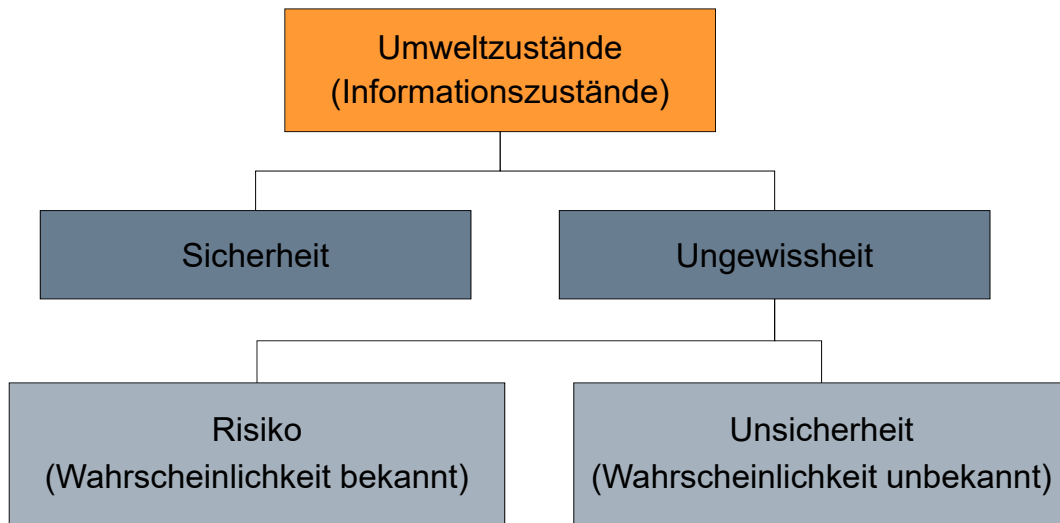 Umweltzustände
(Informationszustände)
Sicherheit
Ungewissheit
Risiko
(Wahrscheinlichkeit bekannt)
Unsicherheit
(Wahrscheinlichkeit unbekannt)